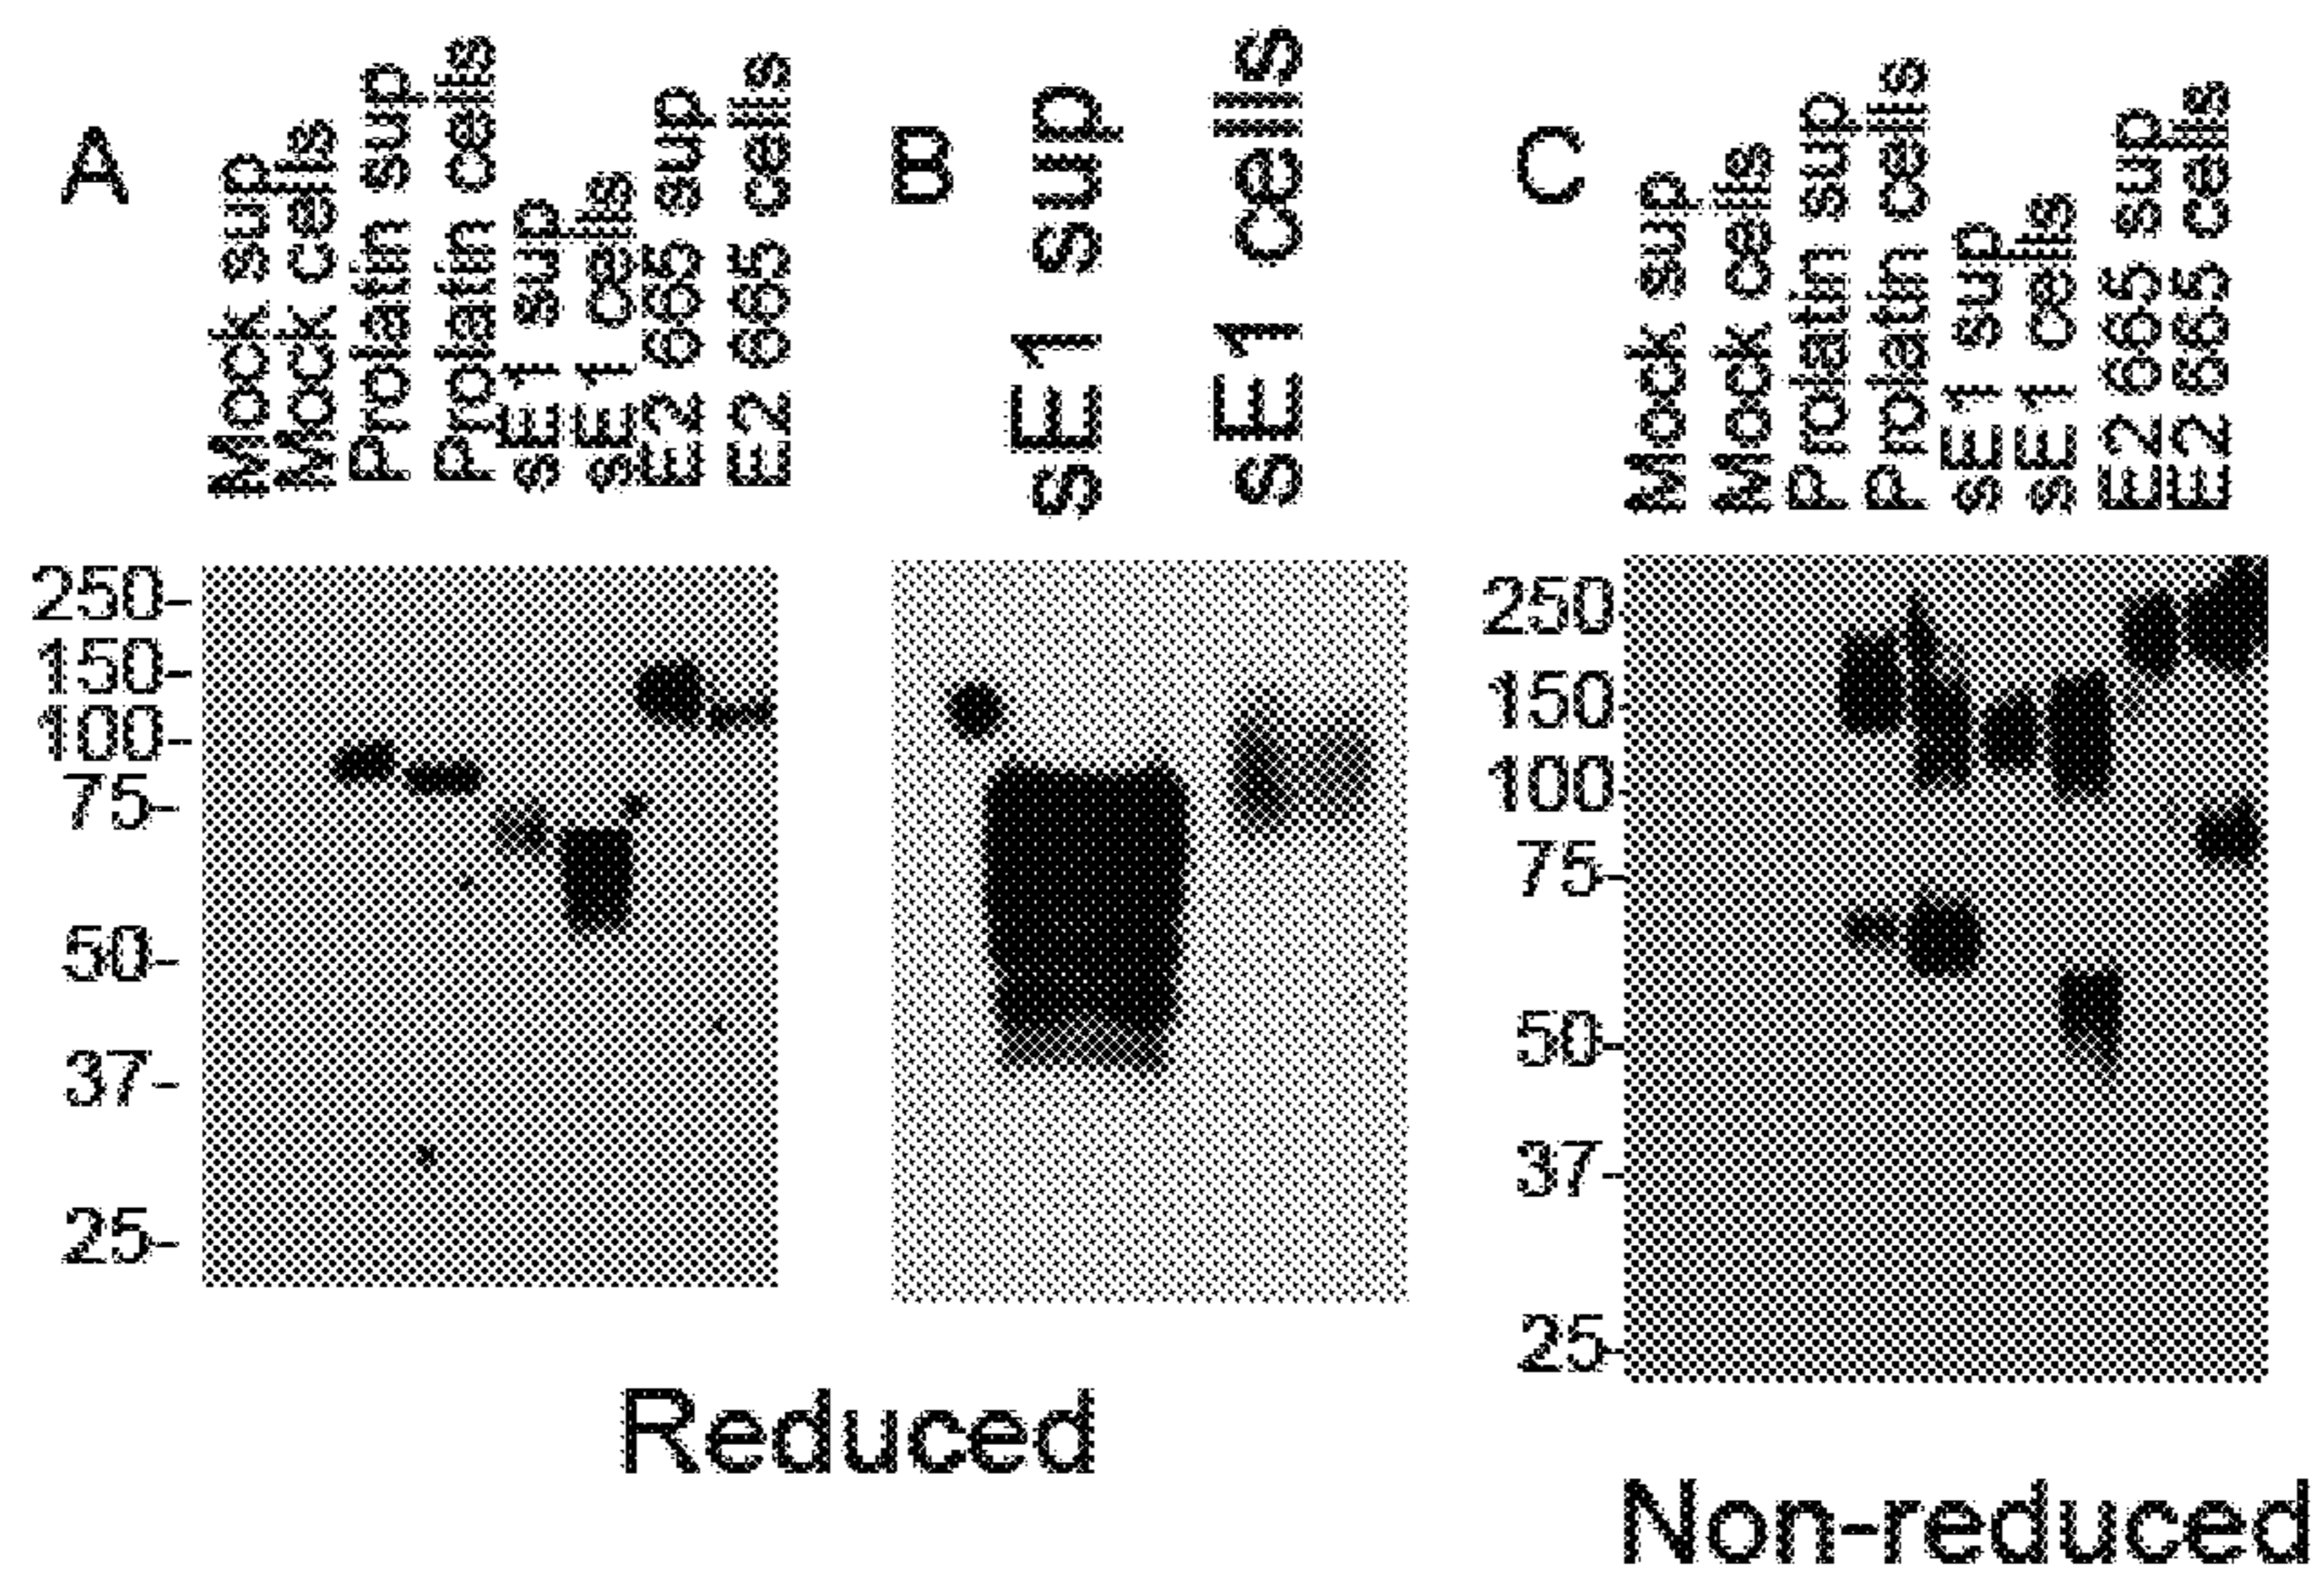 A
Mock sup
Mock cells
Prolatin sup
Prolatin cells
sE1 sup
sE1 cells
E2 665 sup
E2 665 cells
250-
150-
100-
75-
50-
37-
25-
B
sE1 sup
sE1 cells
Reduced
C
Mock sup
Mock cells
Prolatin sup
Prolatin cells
sE1 sup
sE1 cells
E2 665 sup
E2 665 cells
250-
150-
100-
75-
50-
37-
25-
Non-reduced